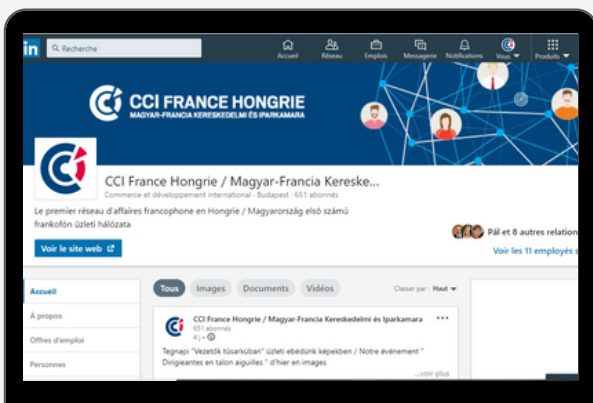 in
Recherche
Accueil
Réseau
Emplois
Messagerie
Notifications
Vous
Produits
CCI FRANCE HONGRIE
MAGYAR-FRANCIA KERESKEDELMI ÉS IPARKAMARA
CCI France Hongrie / Magyar-Francia Kereske...
Commerce et développement international · Budapest · 651 abonnés
Le premier réseau d'affaires francophone en Hongrie / Magyarország első számú
frankofón üzleti hálózata
Pál et 8 autres relation
Voir le site web
Voir les 11 employés s
Accueil
À propos
Offres d'emploi
Personnes
Tous
Images
Documents
Vidéos
Classer par : Haut
CCI France Hongrie / Magyar-Francia Kereskedelmi és Iparkamara
651 abonnés
4 j •
Tegnapi "Vezetők tűsarkúban" üzleti ebédünk képekben / Notre événement "
Dirigeantes en talon aiguilles " d'hier en images
...voir plus